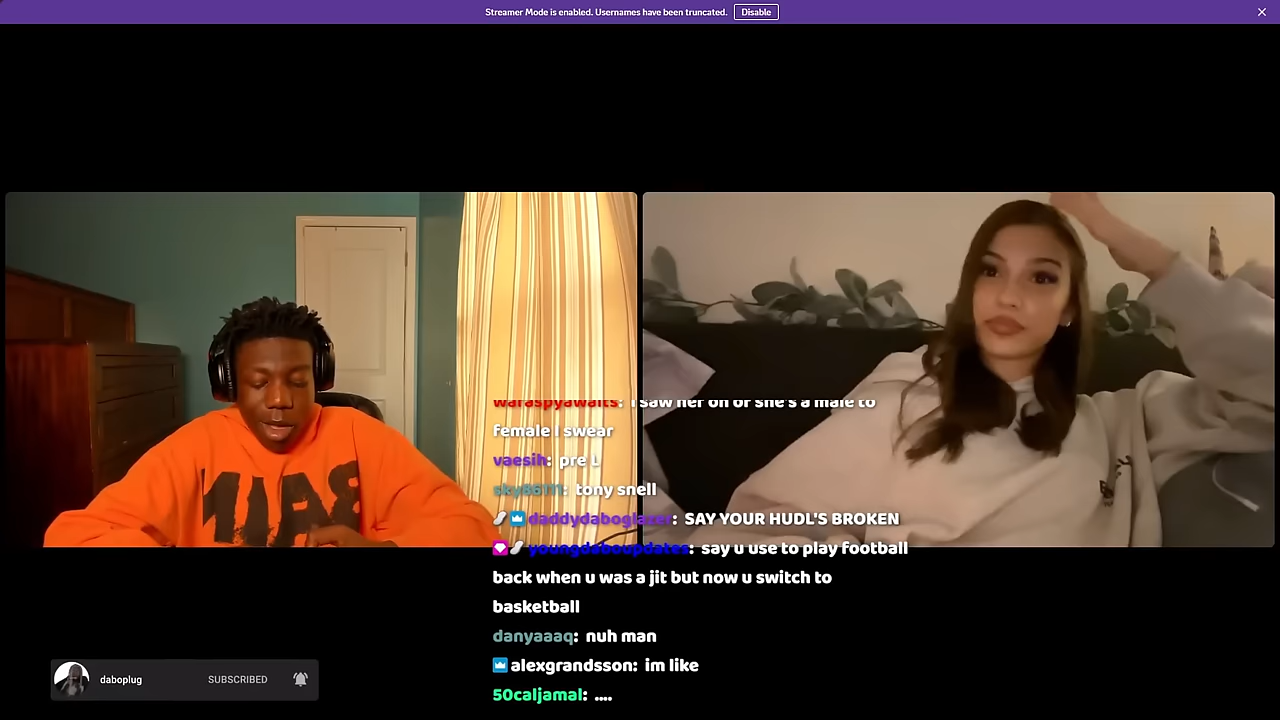 Streamer Mode is enabled. Usernames have been truncated. Disable
BAIN
waraspyawaits: I saw her on or she's a male to
female I swear
vaesih: pre L
sky86111: tony snell
daddydaboglazer: SAY YOUR HUDL'S BROKEN
youngdaboupdates: say u use to play football
back when u was a jit but now u switch to
basketball
danyaaaq: nuh man
alexgrandsson: im like
50caljamal: ....
daboplug SUBSCRIBED